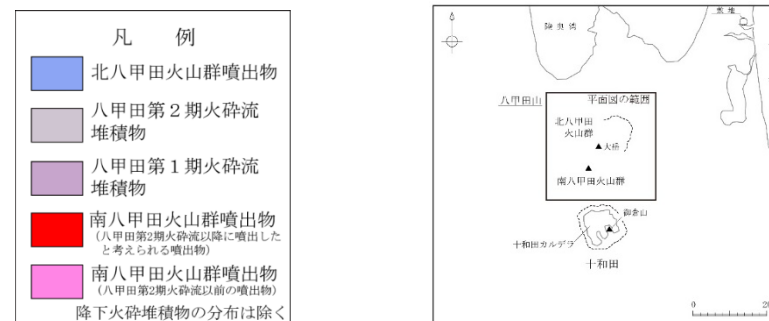 凡 例
北八甲田火山群噴出物
八甲田第２期火砕流
堆積物
八甲田第１期火砕流
堆積物
南八甲田火山群噴出物
(八甲田第2期火砕流以降に噴出した
と考えられる噴出物)
南八甲田火山群噴出物
(八甲田第2期火砕流以前の噴出物)
降下火砕堆積物の分布は除く
陸奥湾
敷地
八甲田山
平面図の範囲
北八甲田
火山群
大岳
南八甲田火山群
御倉山
十和田カルデラ
十和田
0